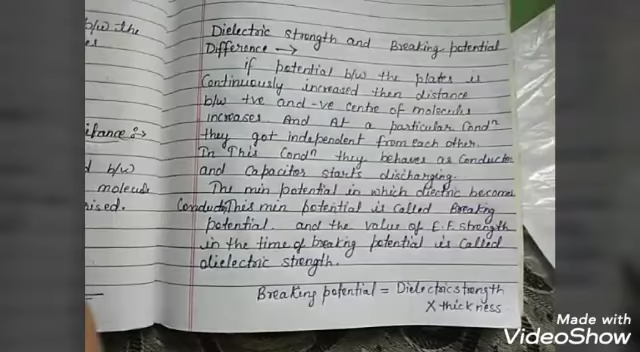 b/w the
Dielectric strength and Breaking potential
Difference →
if potential b/w the plates is
Continuously increased then distance
b/w +ve and -ve centre of molecules
increases. And At a particular Condⁿ
they got independent from each other.
In This Condⁿ they behaves as Conductor
and Capacitor starts discharging.
The min potential in which diectric becomes
Conducts, This min potential is called Breaking
potential. and the value of E.F strength
in the time of breaking potential is called
dielectric strength.
Breaking potential = Dielectric strength
X thickness
b/w
molecule
Made with
VideoShow